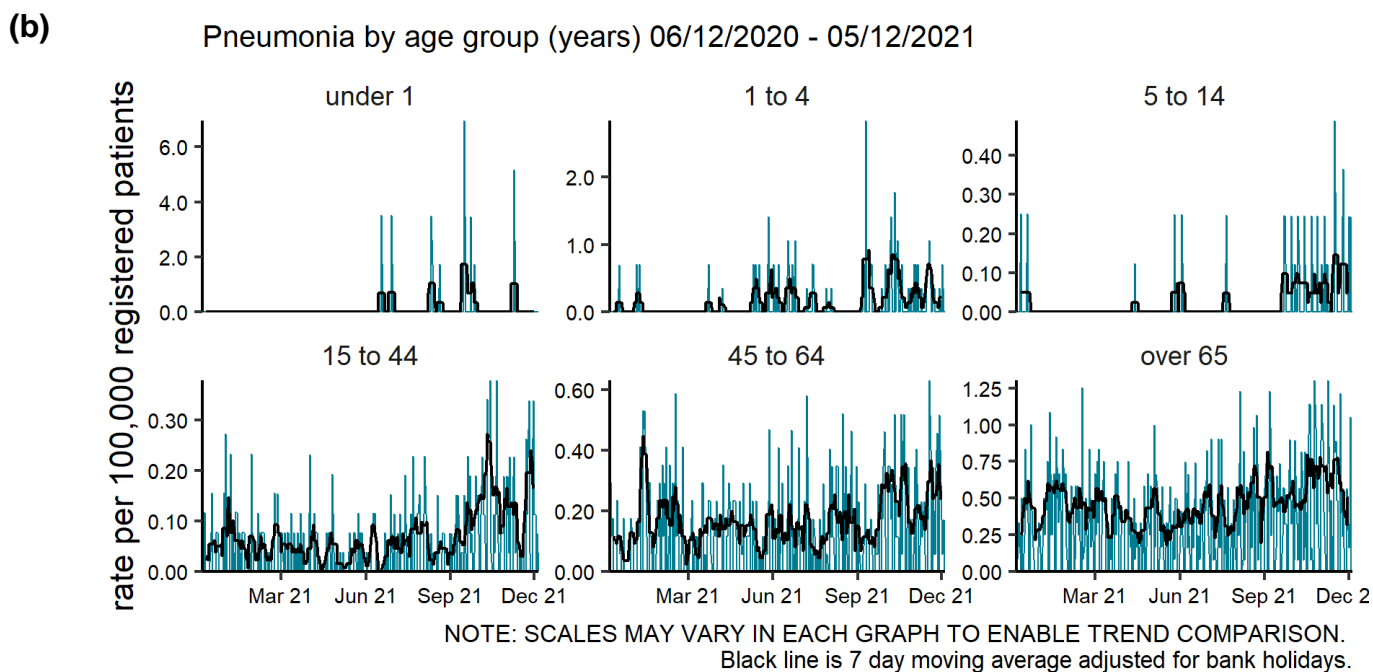 (b)
Pneumonia by age group (years) 06/12/2020 - 05/12/2021
rate per 100,000 registered patients
under 1
1 to 4
5 to 14
6.0
4.0
2.0
0.0
2.0
1.0
0.0
0.40
0.30
0.20
0.10
0.00
15 to 44
45 to 64
over 65
0.30
0.20
0.10
0.00
0.60
0.40
0.20
0.00
1.25
1.00
0.75
0.50
0.25
0.00
Mar 21 Jun 21 Sep 21 Dec 21
Mar 21 Jun 21 Sep 21 Dec 21
Mar 21 Jun 21 Sep 21 Dec 2
NOTE: SCALES MAY VARY IN EACH GRAPH TO ENABLE TREND COMPARISON.
Black line is 7 day moving average adjusted for bank holidays.